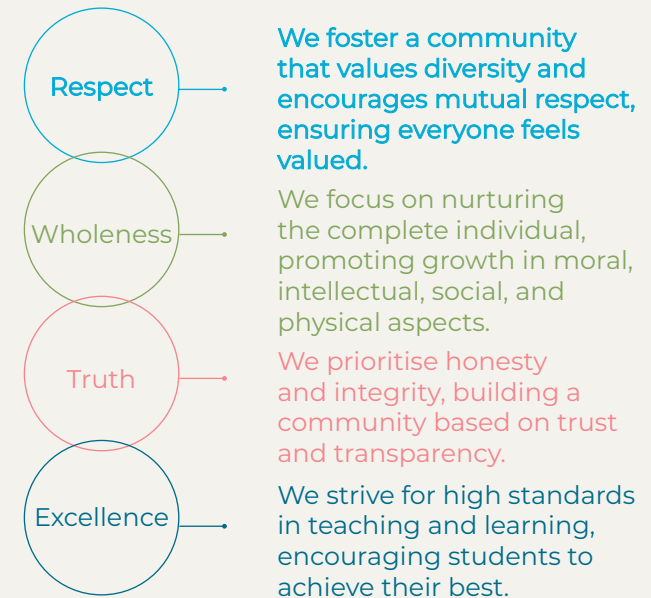 Respect
We foster a community
that values diversity and
encourages mutual respect,
ensuring everyone feels
valued.
Wholeness
We focus on nurturing
the complete individual,
promoting growth in moral,
intellectual, social, and
physical aspects.
Truth
We prioritise honesty
and integrity, building a
community based on trust
and transparency.
Excellence
We strive for high standards
in teaching and learning,
encouraging students to
achieve their best.